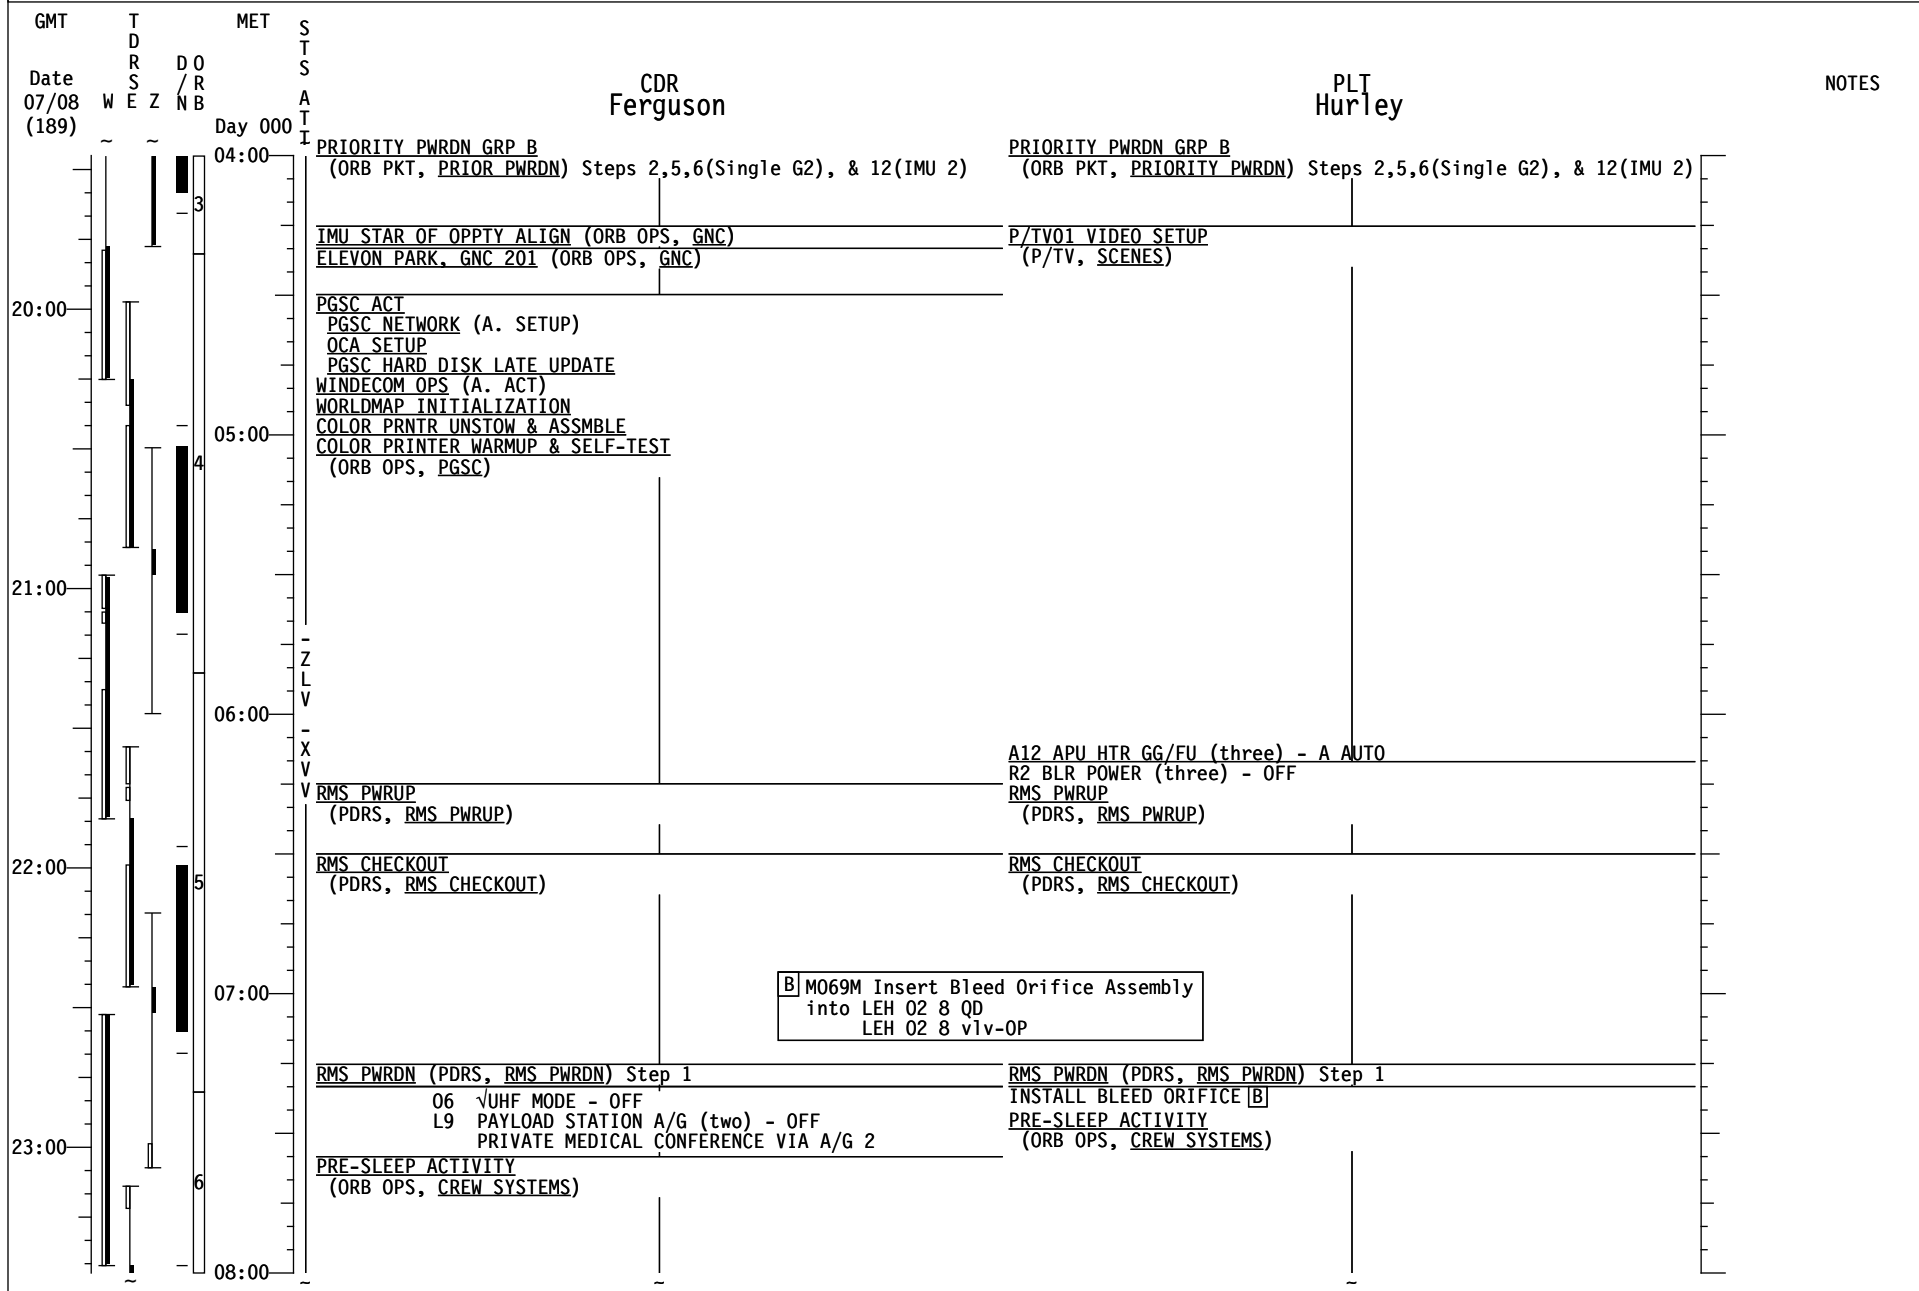 GMT
TDRSE
MET
STS ATT
D/N
ORB
Date
07/08
(189)
W E Z
Day 000
CDR
Ferguson
PLT
Hurley
NOTES
~ ~ ~
04:00
PRIORITY PWRDN GRP B
(ORB PKT, PRIOR PWRDN) Steps 2,5,6(Single G2), & 12(IMU 2)
PRIORITY PWRDN GRP B
(ORB PKT, PRIORITY PWRDN) Steps 2,5,6(Single G2), & 12(IMU 2)
3
IMU STAR OF OPPTY ALIGN (ORB OPS, GNC)
ELEVON PARK, GNC 201 (ORB OPS, GNC)
P/TV01 VIDEO SETUP
(P/TV, SCENES)
20:00
PGSC ACT
PGSC NETWORK (A. SETUP)
OCA SETUP
PGSC HARD DISK LATE UPDATE
WINDECOM OPS (A. ACT)
WORLDMAP INITIALIZATION
05:00
COLOR PRNTR UNSTOW & ASSMBLE
COLOR PRINTER WARMUP & SELF-TEST
(ORB OPS, PGSC)
4
21:00
-ZLV -XVV
06:00
A12 APU HTR GG/FU (three) - A AUTO
R2 BLR POWER (three) - OFF
RMS PWRUP
(PDRS, RMS PWRUP)
RMS PWRUP
(PDRS, RMS PWRUP)
22:00
RMS CHECKOUT
(PDRS, RMS CHECKOUT)
RMS CHECKOUT
(PDRS, RMS CHECKOUT)
5
07:00
B MO69M Insert Bleed Orifice Assembly
into LEH O2 8 QD
LEH O2 8 vlv-OP
RMS PWRDN (PDRS, RMS PWRDN) Step 1
RMS PWRDN (PDRS, RMS PWRDN) Step 1
O6 √UHF MODE - OFF
L9 PAYLOAD STATION A/G (two) - OFF
PRIVATE MEDICAL CONFERENCE VIA A/G 2
INSTALL BLEED ORIFICE B
PRE-SLEEP ACTIVITY
(ORB OPS, CREW SYSTEMS)
23:00
PRE-SLEEP ACTIVITY
(ORB OPS, CREW SYSTEMS)
6
08:00
~ ~ ~ ~